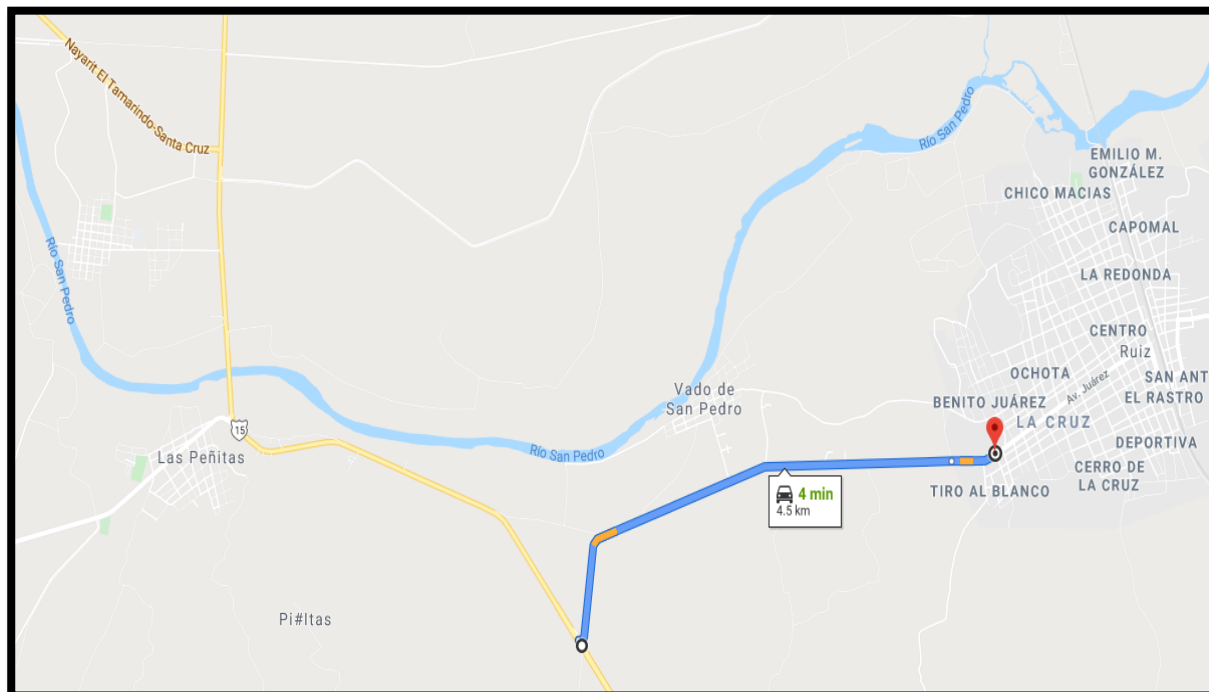 Nayarit El Tamarindo-Santa Cruz
Río San Pedro
EMILIO M.
GONZÁLEZ
CHICO MACIAS
CAPOMAL
Río San Pedro
LA REDONDA
CENTRO
Ruiz
OCHOTA
Av. Juárez
SAN ANT
EL RASTRO
Vado de
San Pedro
BENITO JUÁREZ
LA CRUZ
15
DEPORTIVA
Las Peñitas
Río San Pedro
CERRO DE
LA CRUZ
TIRO AL BLANCO
4 min
4.5 km
Pi#Itas